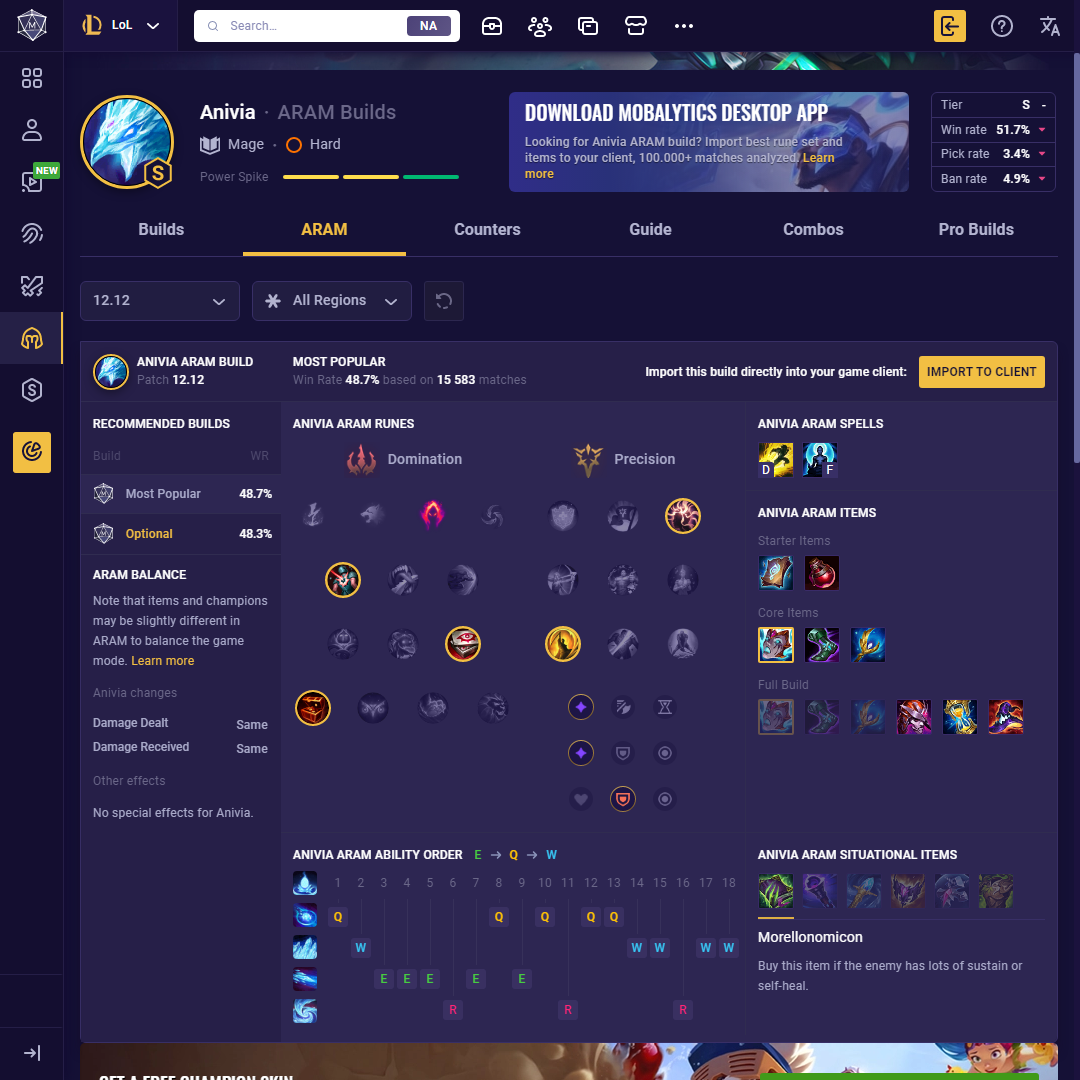 LoL
Search...
NA
NEW
Anivia · ARAM Builds
Mage · Hard
Power Spike
S
DOWNLOAD MOBALYTICS DESKTOP APP
Looking for Anivia ARAM build? Import best rune set and
items to your client, 100.000+ matches analyzed. Learn
more
Tier S -
Win rate 51.7%
Pick rate 3.4%
Ban rate 4.9%
Builds
ARAM
Counters
Guide
Combos
Pro Builds
12.12
All Regions
ANIVIA ARAM BUILD
Patch 12.12
MOST POPULAR
Win Rate 48.7% based on 15 583 matches
Import this build directly into your game client:
IMPORT TO CLIENT
RECOMMENDED BUILDS
Build WR
Most Popular 48.7%
Optional 48.3%
ARAM BALANCE
Note that items and champions
may be slightly different in
ARAM to balance the game
mode. Learn more
Anivia changes
Damage Dealt Same
Damage Received Same
Other effects
No special effects for Anivia.
ANIVIA ARAM RUNES
Domination
Precision
ANIVIA ARAM SPELLS
D F
ANIVIA ARAM ITEMS
Starter Items
Core Items
Full Build
ANIVIA ARAM ABILITY ORDER E → Q → W
1 2 3 4 5 6 7 8 9 10 11 12 13 14 15 16 17 18
Q Q Q Q Q
W W W W W
E E E E E
R R R
ANIVIA ARAM SITUATIONAL ITEMS
Morellonomicon
Buy this item if the enemy has lots of sustain or
self-heal.
GET A FREE CHAMPION SKIN